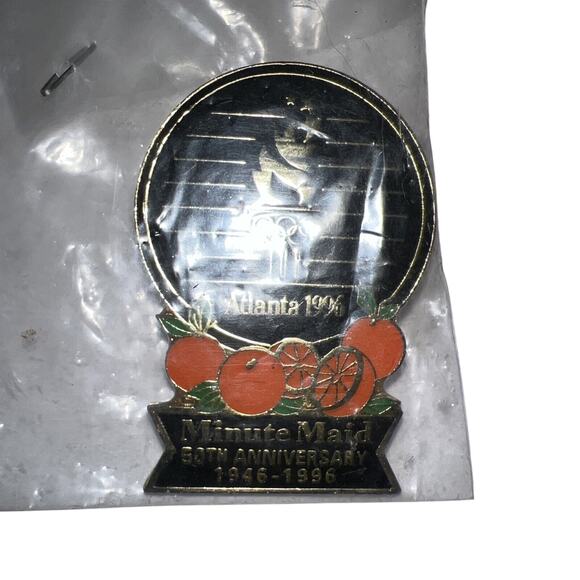 Atlanta 1996
Minute Maid
50TH ANNIVERSARY
1946-1996